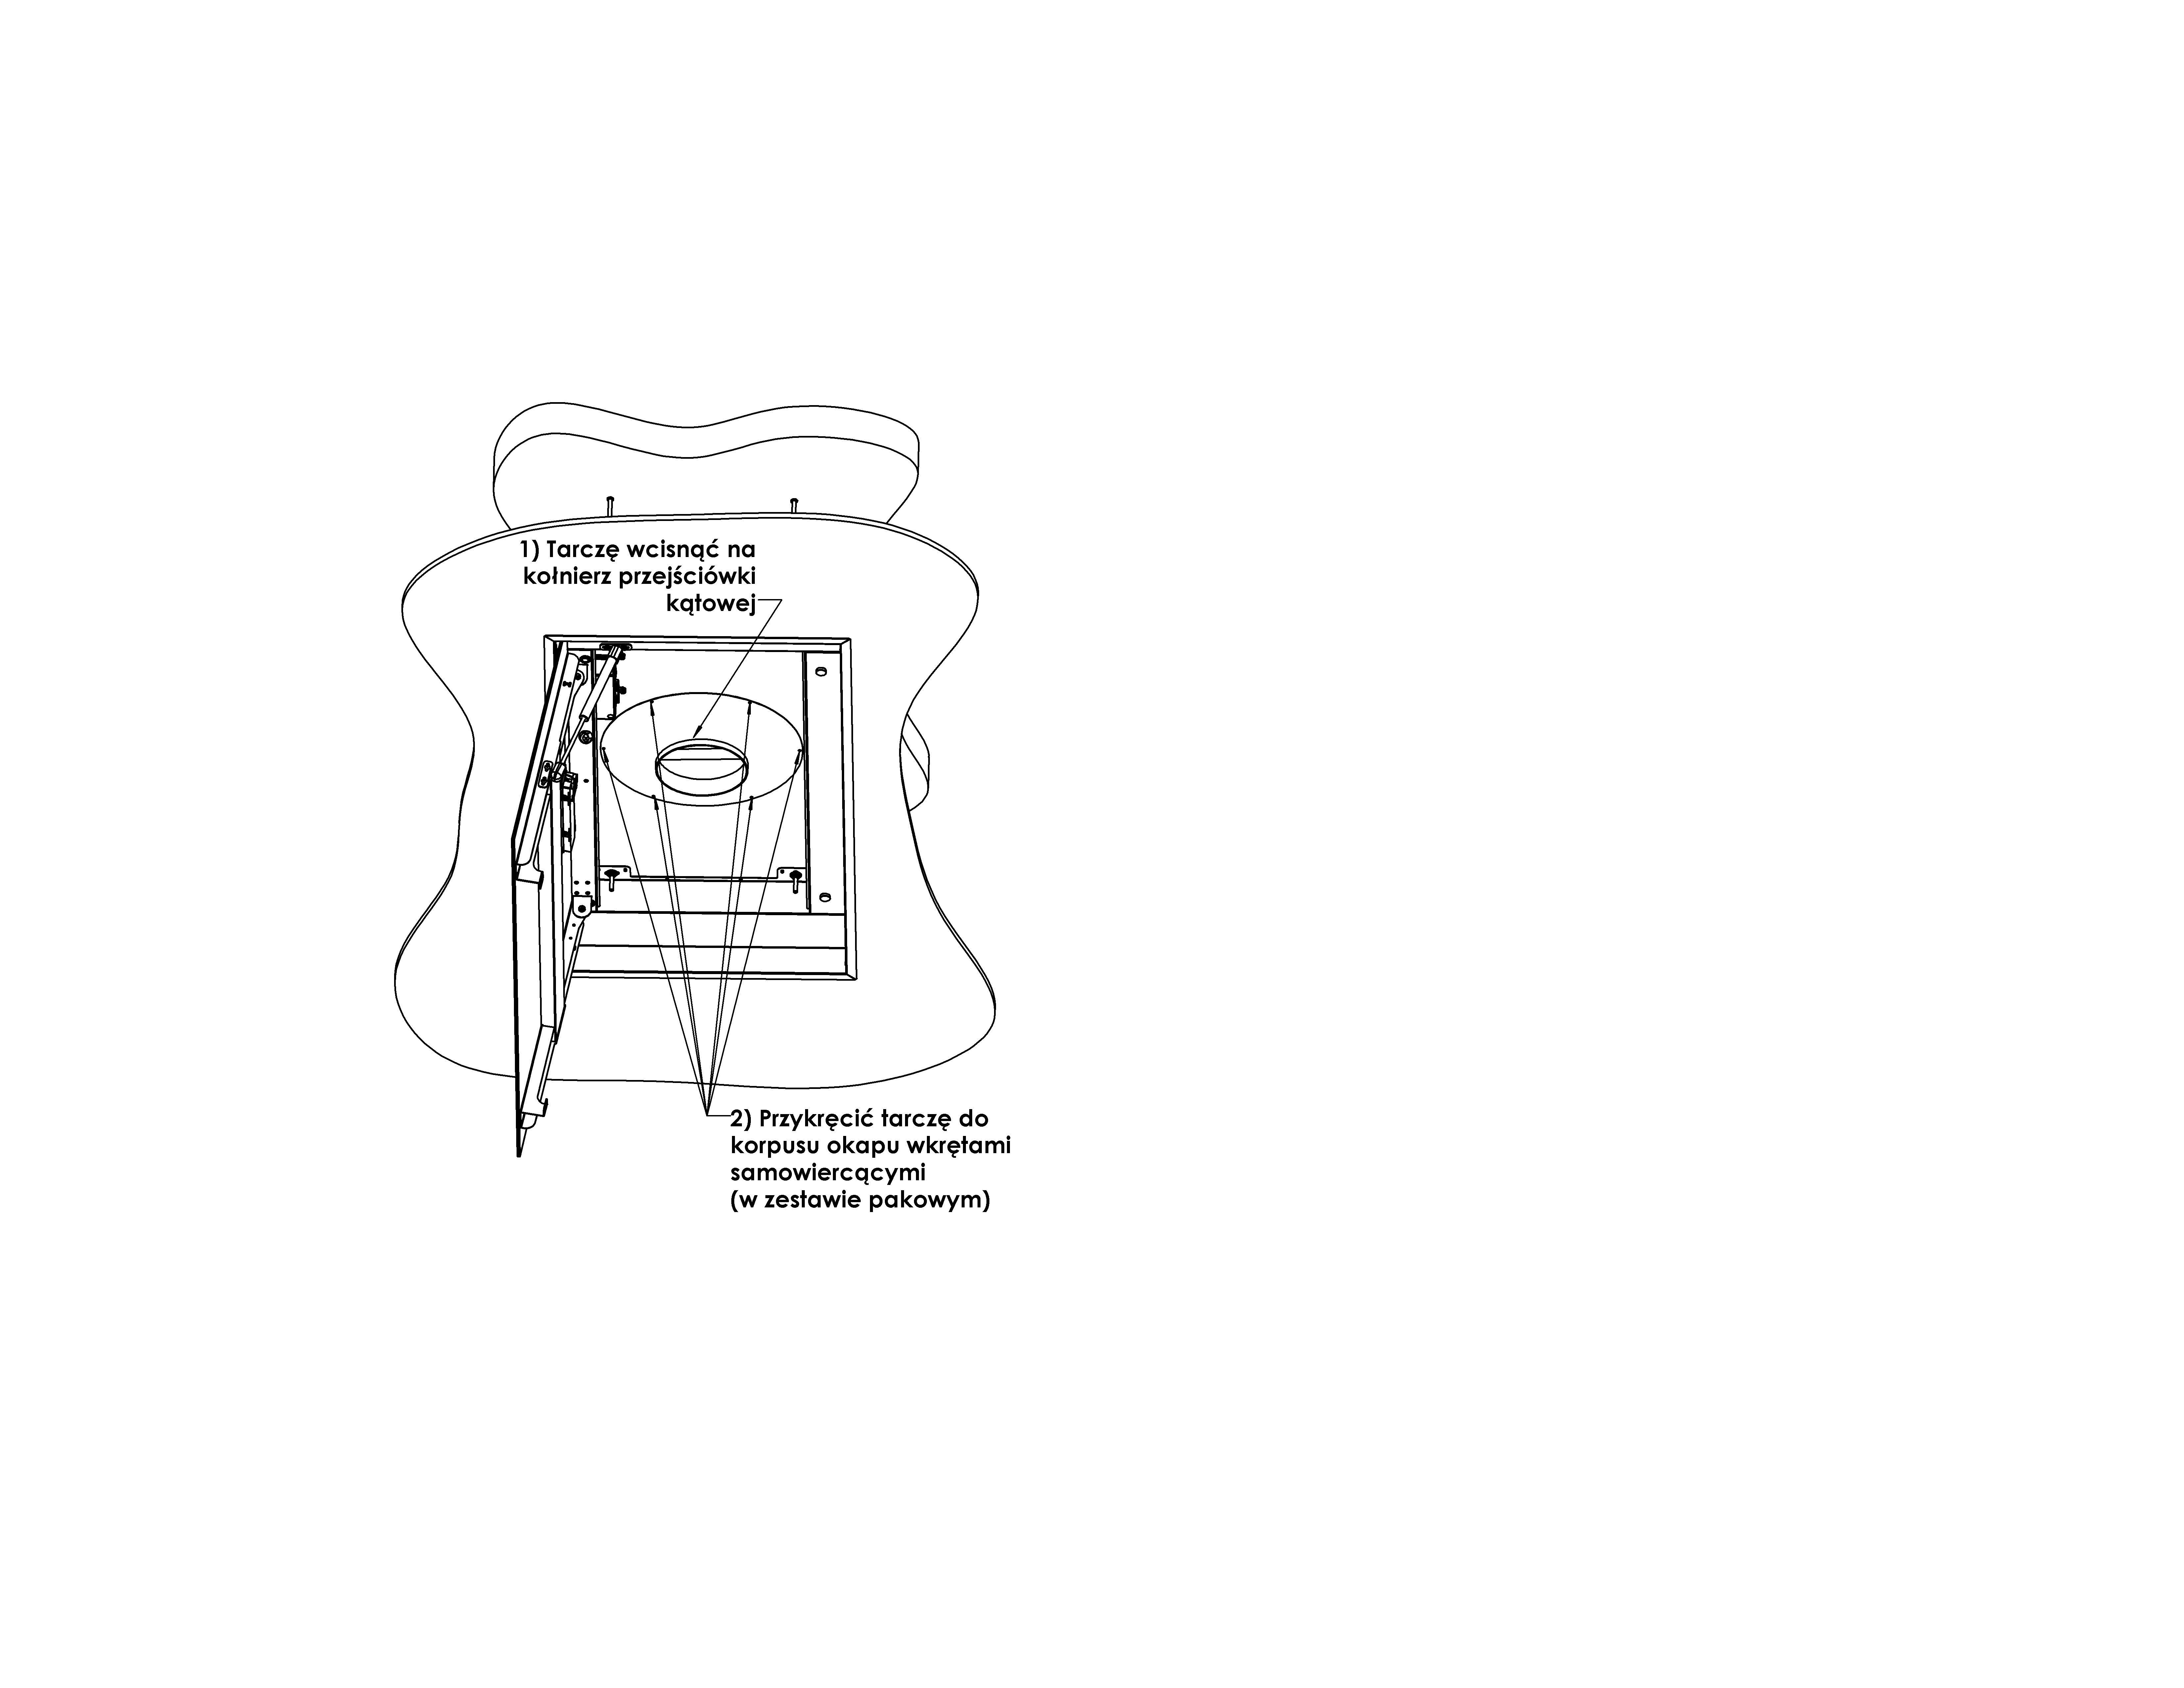 1) Tarczę wcisnąć na
kołnierz przejściówki
kątowej
2) Przykręcić tarczę do
korpusu okapu wkrętami
samowiercącymi
(w zestawie pakowym)